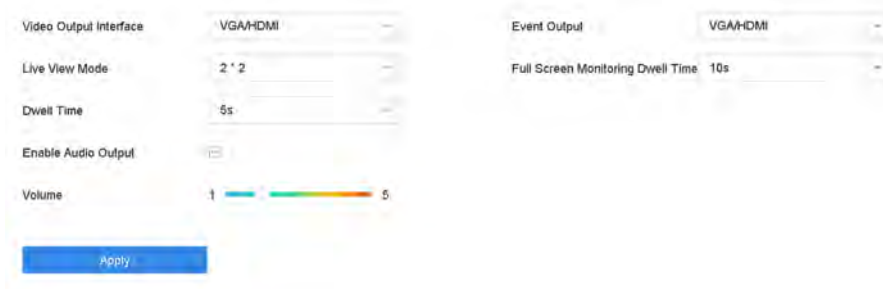 Video Output Interface VGA/HDMI Event Output VGA/HDMI
Live View Mode 2 * 2 Full Screen Monitoring Dwell Time 10s
Dwell Time 5s
Enable Audio Output
Volume 1 5
Apply